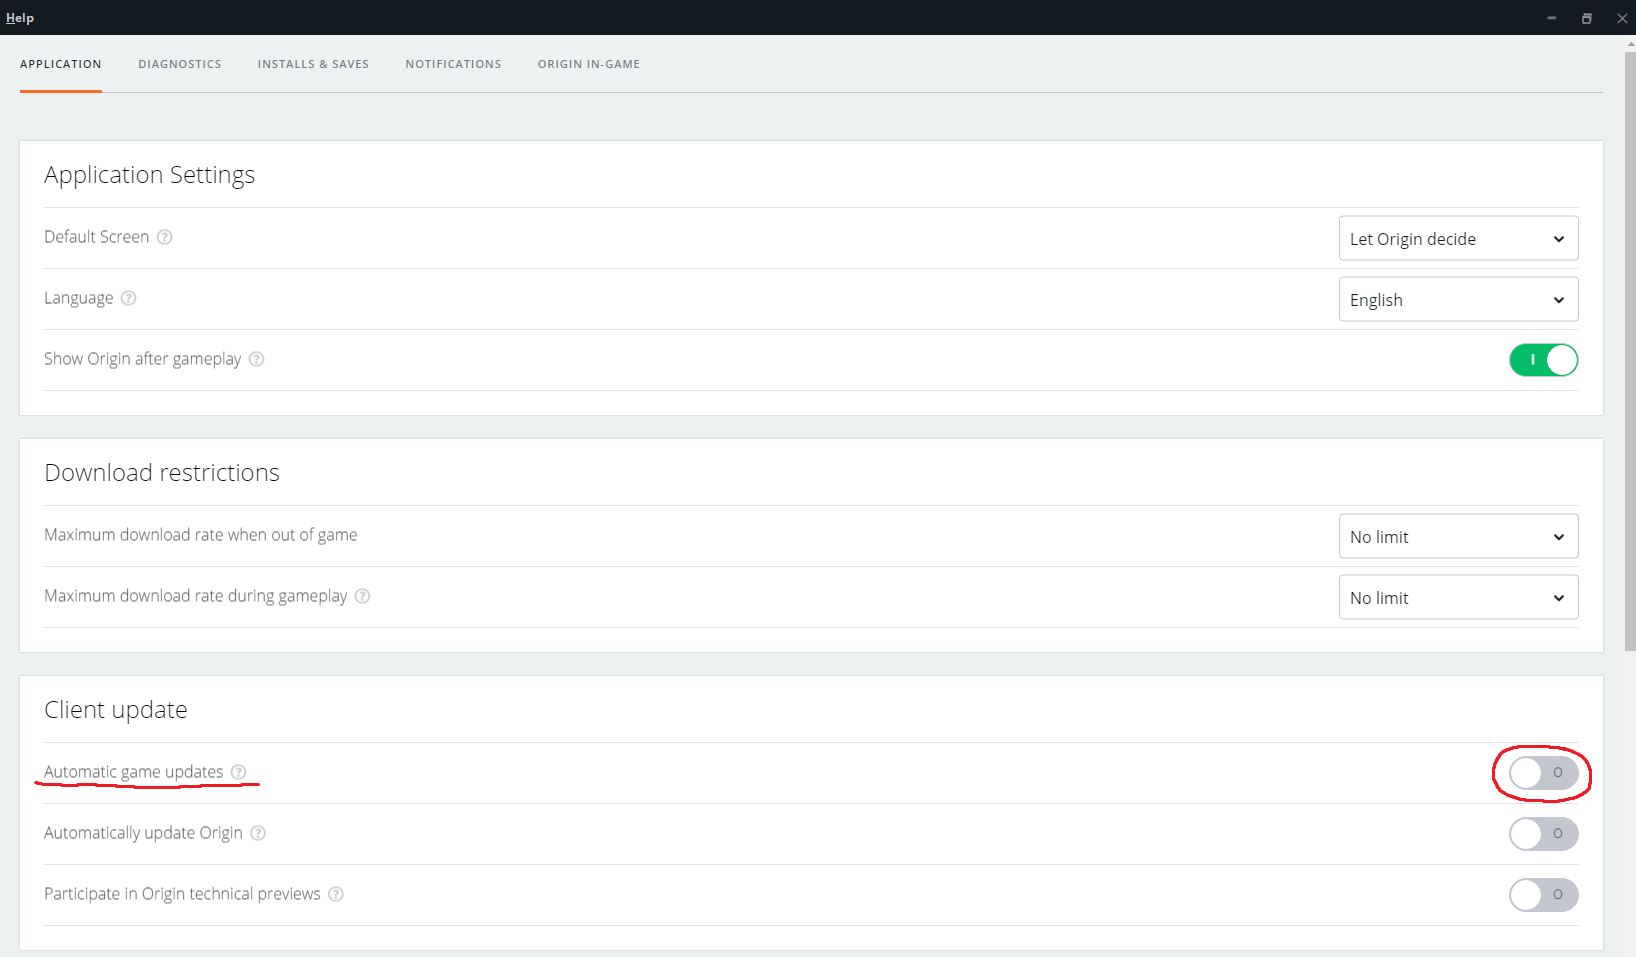 Help
APPLICATION DIAGNOSTICS INSTALLS & SAVES NOTIFICATIONS ORIGIN IN-GAME
Application Settings
Default Screen ? Let Origin decide
Language ? English
Show Origin after gameplay ? I
Download restrictions
Maximum download rate when out of game No limit
Maximum download rate during gameplay ? No limit
Client update
Automatic game updates ? O
Automatically update Origin ? O
Participate in Origin technical previews ? O